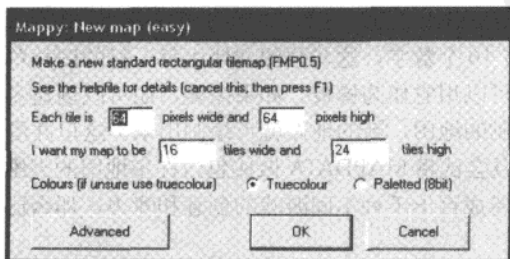 Mappy: New map (easy)
Make a new standard rectangular tilemap (FMP0.5)
See the helpfile for details (cancel this, then press F1)
Each tile is 64 pixels wide and 64 pixels high
I want my map to be 16 tiles wide and 24 tiles high
Colours (if unsure use truecolour) Truecolour Paletted (8bit)
Advanced OK Cancel